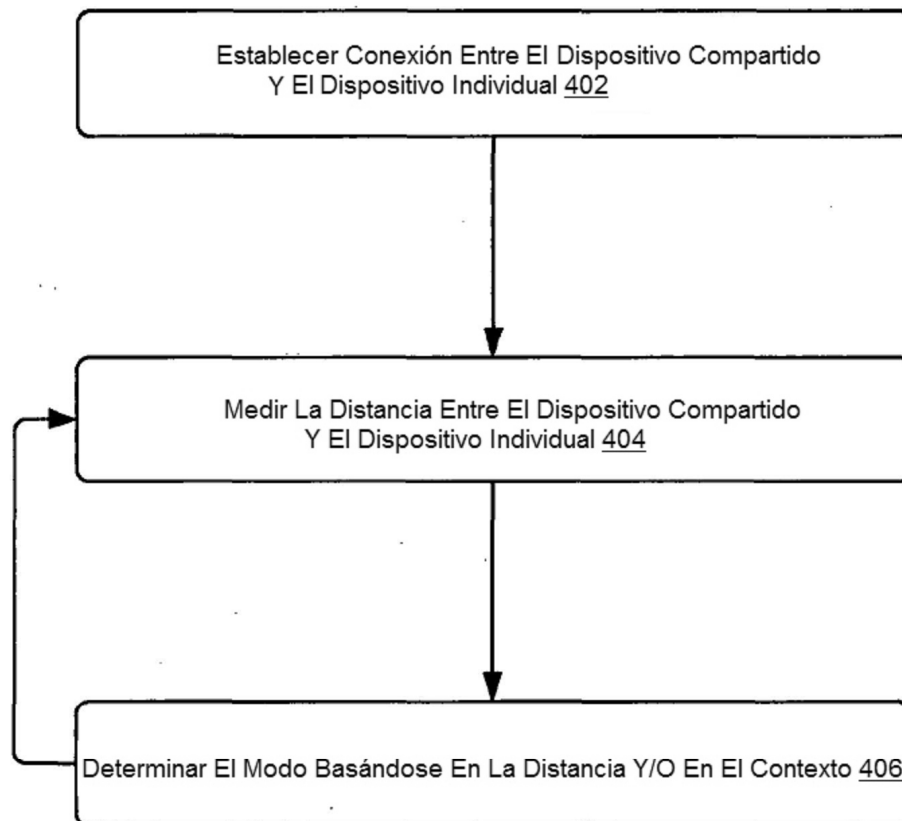 Establecer Conexión Entre El Dispositivo Compartido
Y El Dispositivo Individual 402
Medir La Distancia Entre El Dispositivo Compartido
Y El Dispositivo Individual 404
Determinar El Modo Basándose En La Distancia Y/O En El Contexto 406